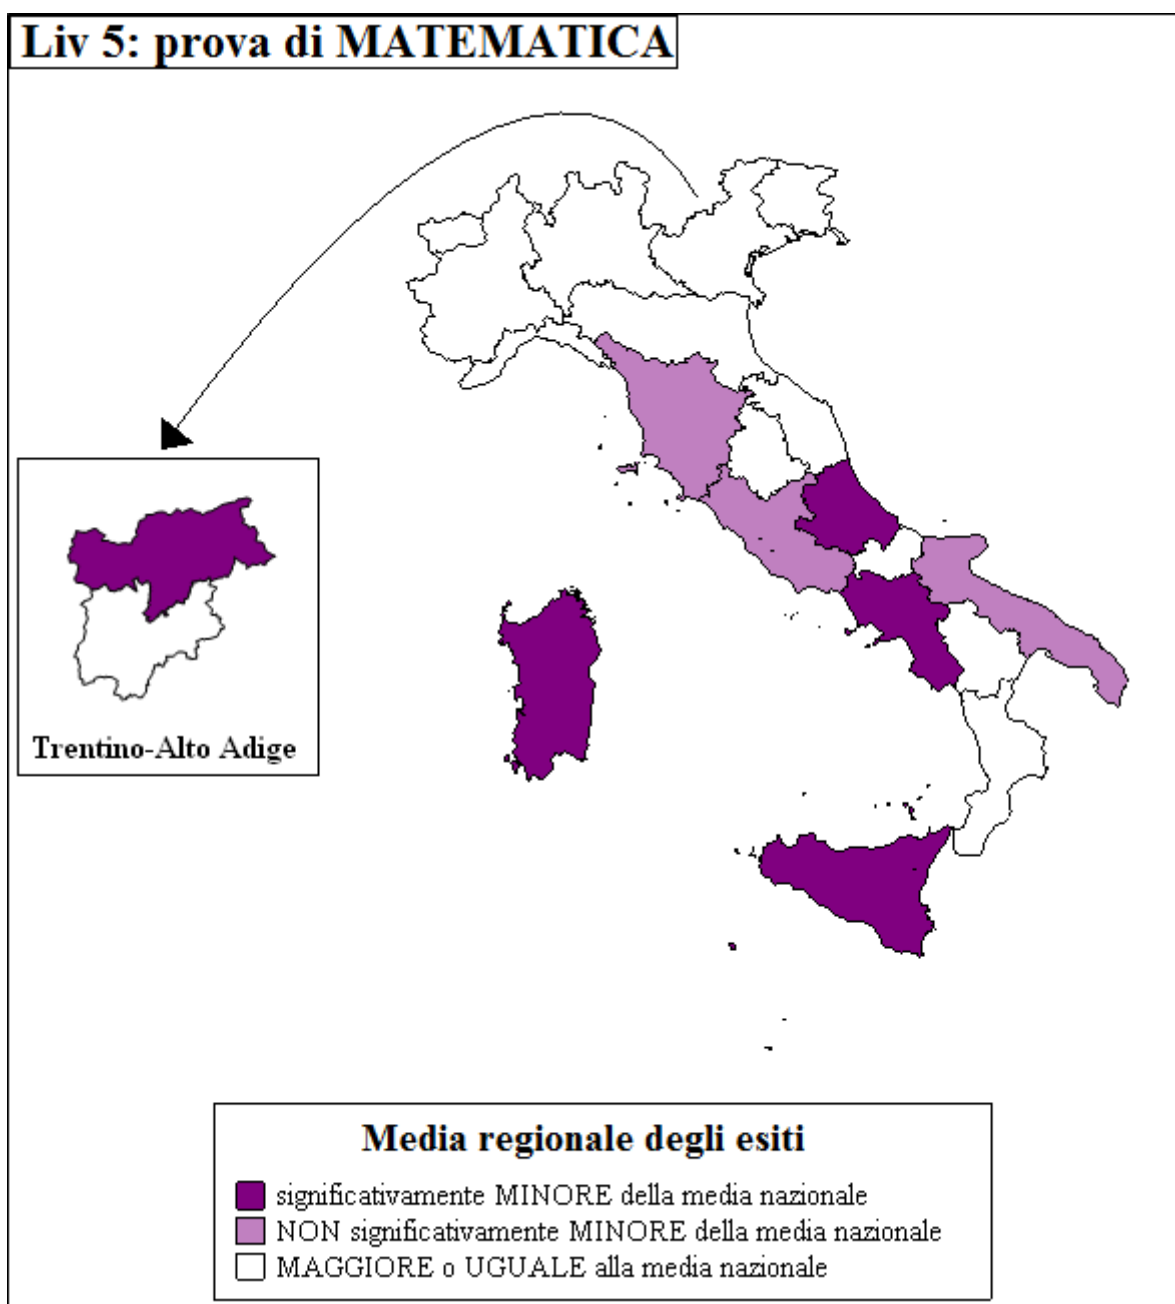 Liv 5: prova di MATEMATICA
Trentino-Alto Adige
Media regionale degli esiti
significativamente MINORE della media nazionale
NON significativamente MINORE della media nazionale
MAGGIORE o UGUALE alla media nazionale